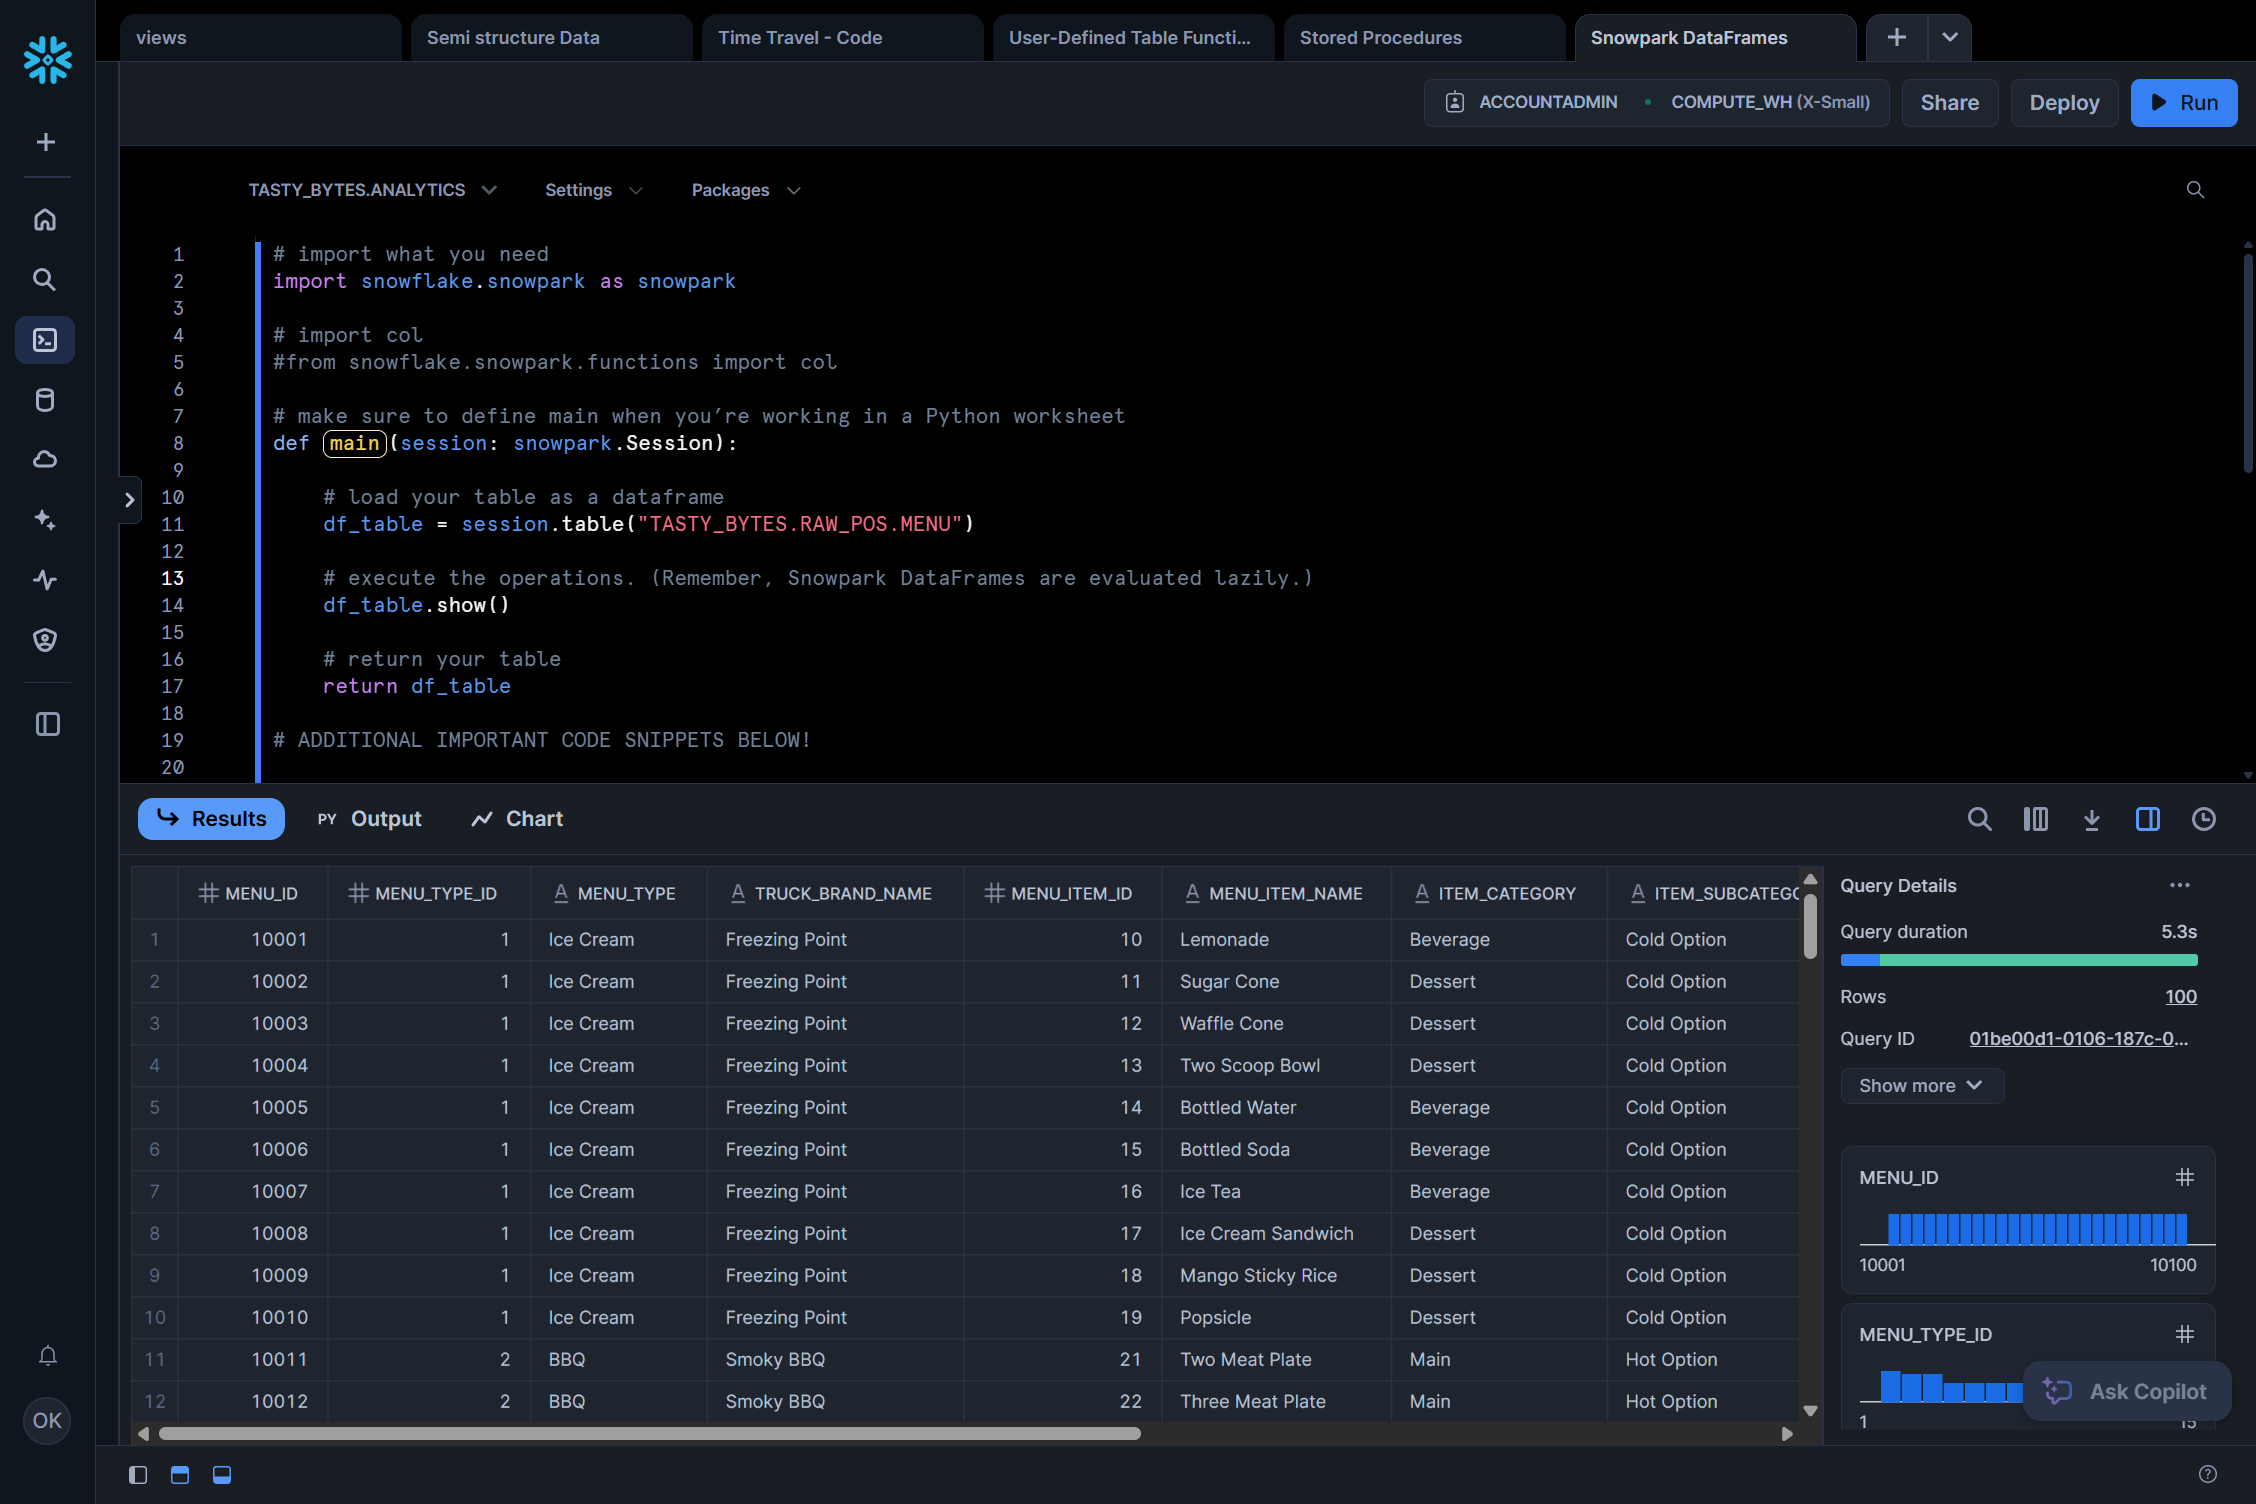 views
Semi structure Data
Time Travel - Code
User-Defined Table Functi...
Stored Procedures
Snowpark DataFrames
ACCOUNTADMIN COMPUTE_WH (X-Small)
Share
Deploy
Run
TASTY_BYTES.ANALYTICS
Settings
Packages
1 # import what you need
2 import snowflake.snowpark as snowpark
3
4 # import col
5 #from snowflake.snowpark.functions import col
6
7 # make sure to define main when you’re working in a Python worksheet
8 def main(session: snowpark.Session):
9
10 # load your table as a dataframe
11 df_table = session.table("TASTY_BYTES.RAW_POS.MENU")
12
13 # execute the operations. (Remember, Snowpark DataFrames are evaluated lazily.)
14 df_table.show()
15
16 # return your table
17 return df_table
18
19 # ADDITIONAL IMPORTANT CODE SNIPPETS BELOW!
20
Results
PY Output
Chart
MENU_ID MENU_TYPE_ID MENU_TYPE TRUCK_BRAND_NAME MENU_ITEM_ID MENU_ITEM_NAME ITEM_CATEGORY ITEM_SUBCATEGO
1 10001 1 Ice Cream Freezing Point 10 Lemonade Beverage Cold Option
2 10002 1 Ice Cream Freezing Point 11 Sugar Cone Dessert Cold Option
3 10003 1 Ice Cream Freezing Point 12 Waffle Cone Dessert Cold Option
4 10004 1 Ice Cream Freezing Point 13 Two Scoop Bowl Dessert Cold Option
5 10005 1 Ice Cream Freezing Point 14 Bottled Water Beverage Cold Option
6 10006 1 Ice Cream Freezing Point 15 Bottled Soda Beverage Cold Option
7 10007 1 Ice Cream Freezing Point 16 Ice Tea Beverage Cold Option
8 10008 1 Ice Cream Freezing Point 17 Ice Cream Sandwich Dessert Cold Option
9 10009 1 Ice Cream Freezing Point 18 Mango Sticky Rice Dessert Cold Option
10 10010 1 Ice Cream Freezing Point 19 Popsicle Dessert Cold Option
11 10011 2 BBQ Smoky BBQ 21 Two Meat Plate Main Hot Option
12 10012 2 BBQ Smoky BBQ 22 Three Meat Plate Main Hot Option
Query Details
Query duration 5.3s
Rows 100
Query ID 01be00d1-0106-187c-0...
Show more
MENU_ID
10001 10100
MENU_TYPE_ID
1 15
Ask Copilot
OK